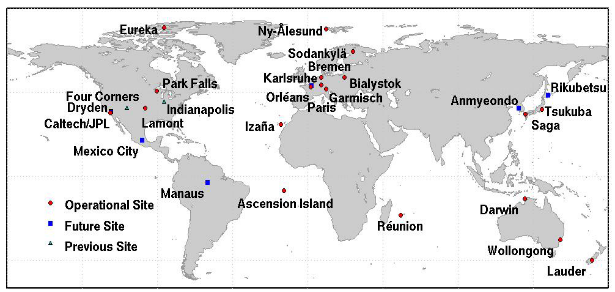 Eureka
Ny-Ålesund
Sodankylä
Bremen
Karlsruhe
Bialystok
Park Falls
Four Corners
Orléans
Garmisch
Rikubetsu
Dryden
Indianapolis
Paris
Anmyeondo
Tsukuba
Caltech/JPL
Lamont
Izaña
Saga
Mexico City
Manaus
Ascension Island
Darwin
Réunion
Operational Site
Future Site
Previous Site
Wollongong
Lauder